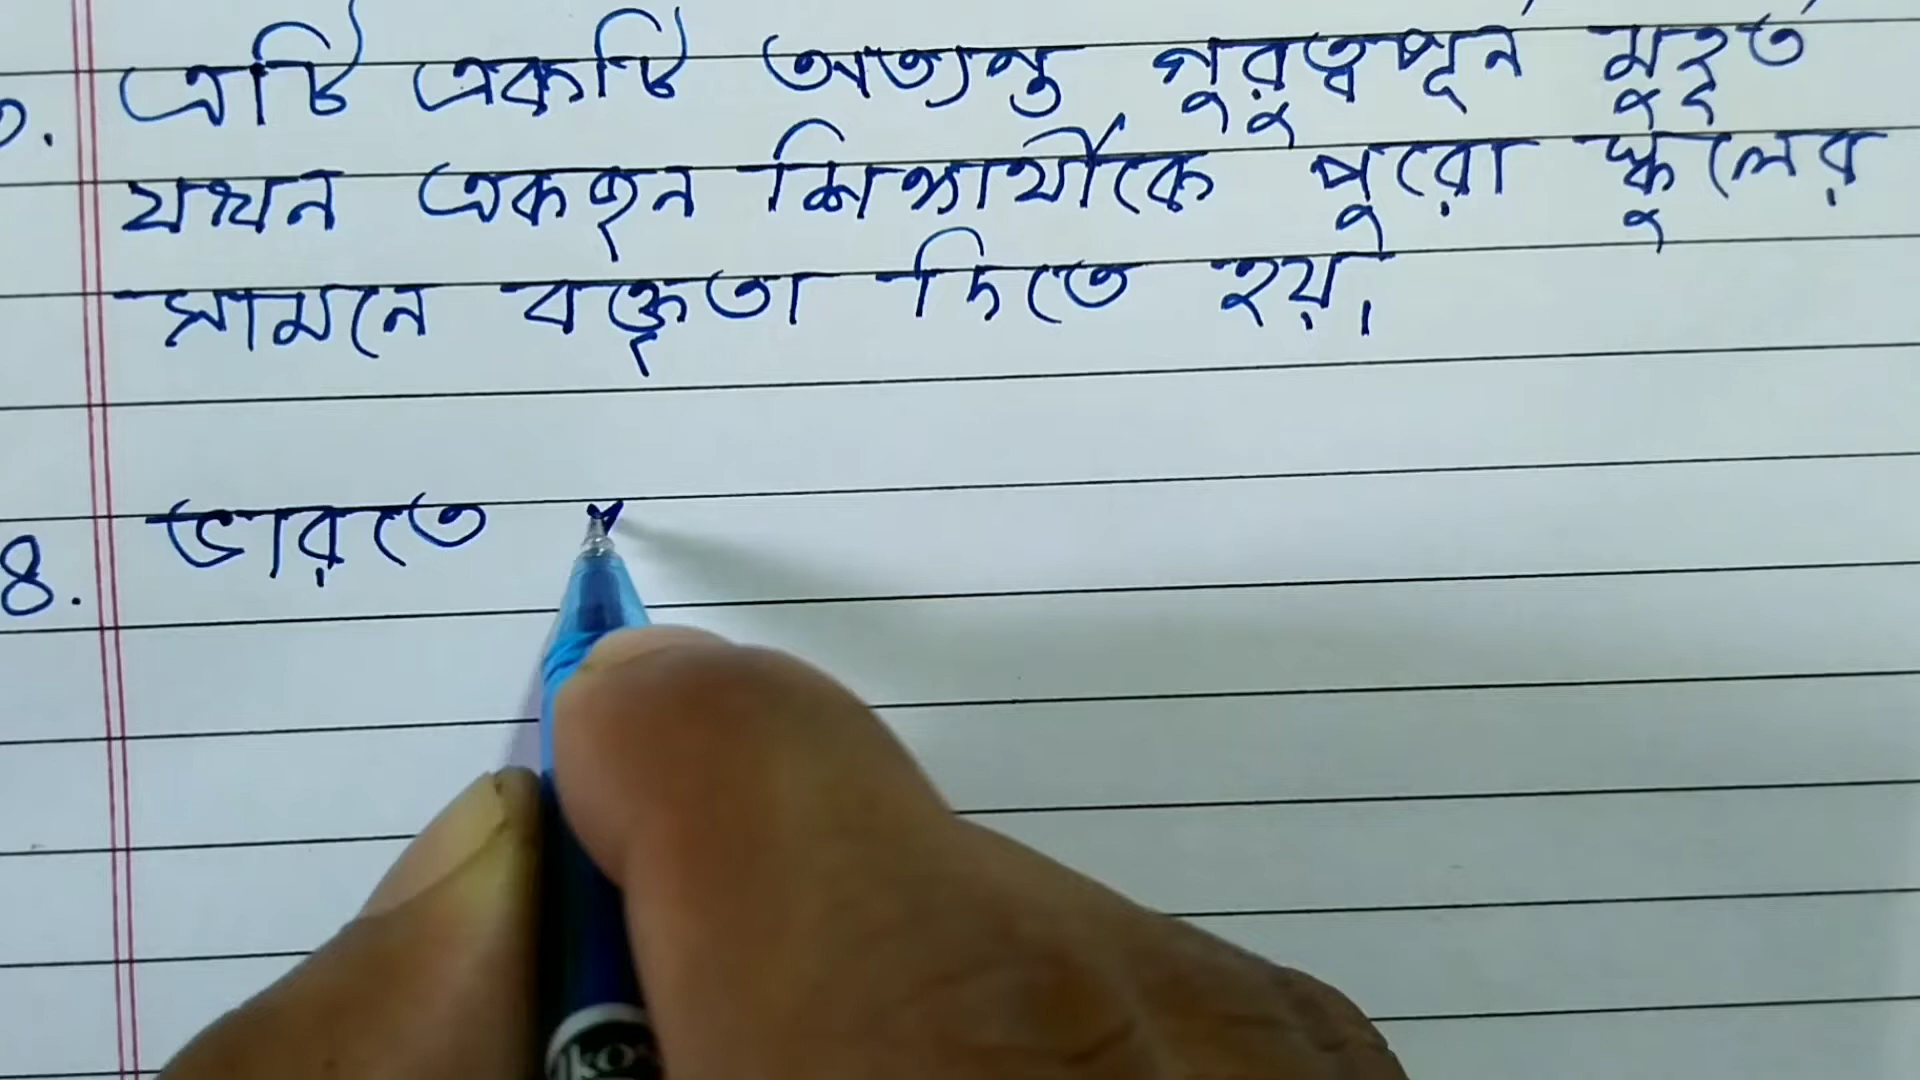 ৩. এটি একটি অত্যন্ত গুরুত্বপূর্ন মুহূর্ত
যখন একজন শিক্ষার্থীকে পুরো স্কুলের
সামনে বক্তৃতা দিতে হয়।
৪. ভারতে